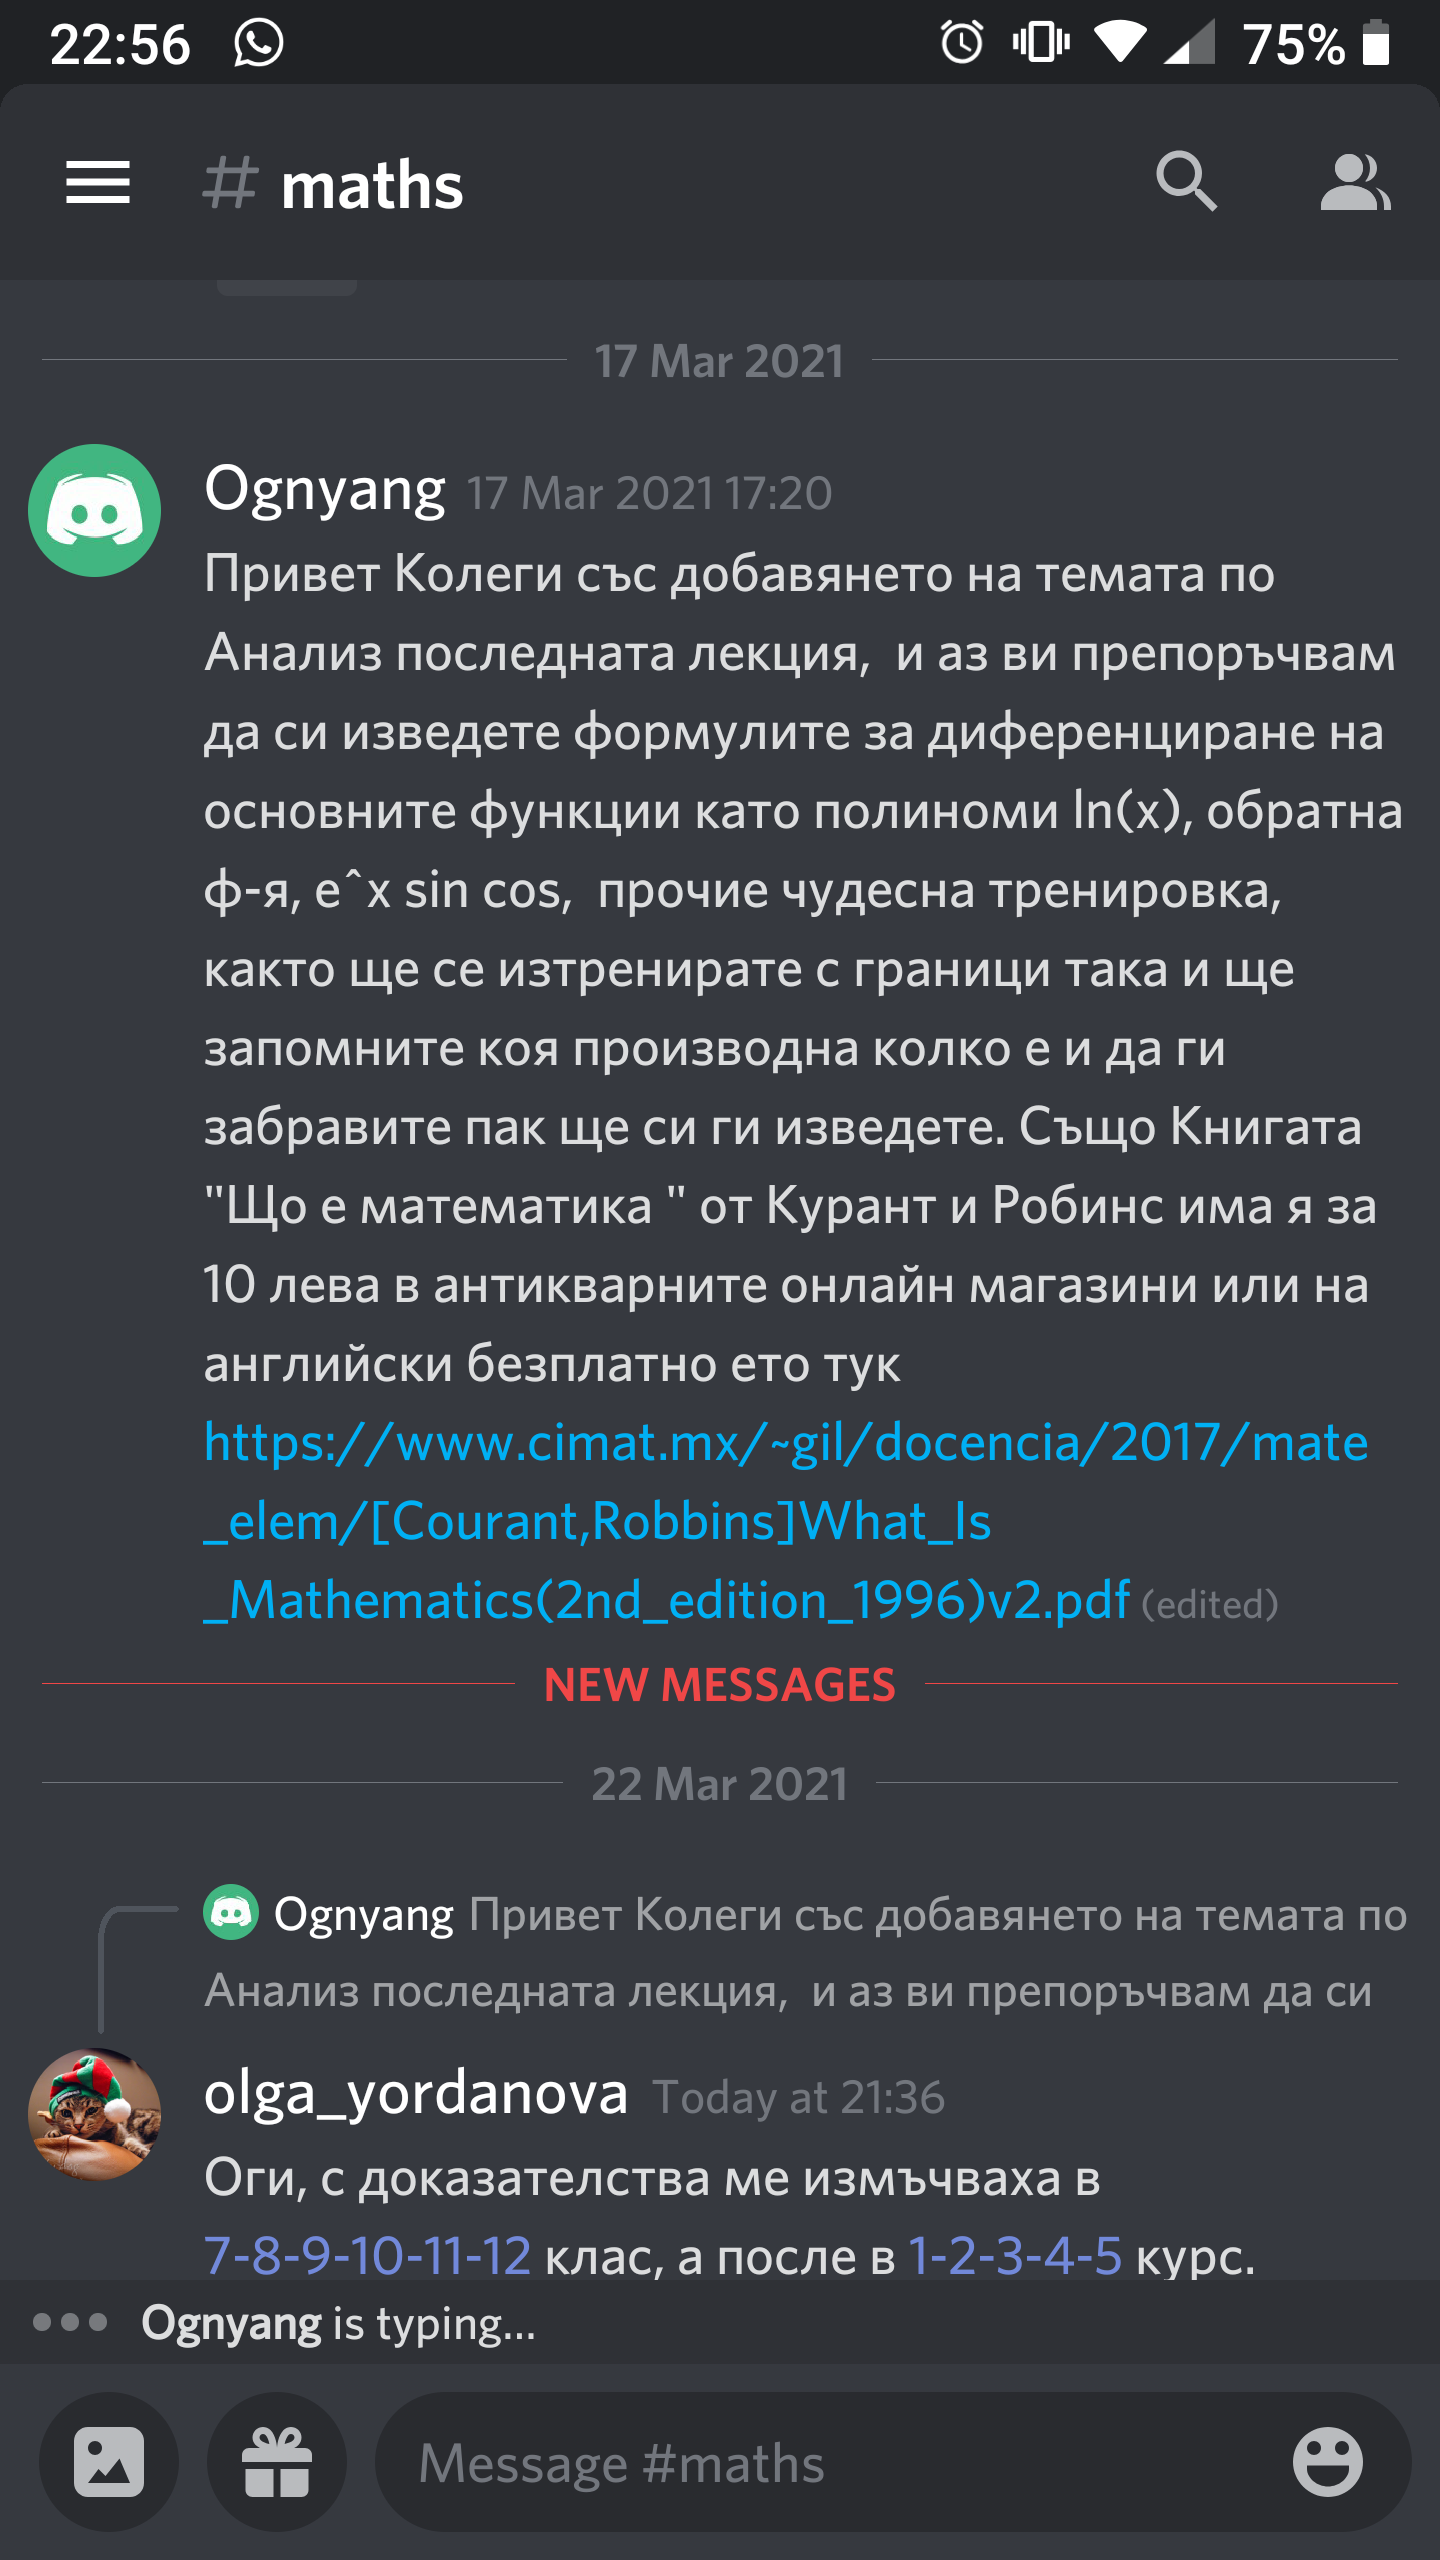 22:56 75%
# maths
17 Mar 2021
Ognyang 17 Mar 2021 17:20
Привет Колеги със добавянето на темата по
Анализ последната лекция,  и аз ви препоръчвам
да си изведете формулите за диференциране на
основните функции като полиноми ln(x), обратна
ф-я, e^x sin cos,  прочие чудесна тренировка,
както ще се изтренирате с граници така и ще
запомните коя производна колко е и да ги
забравите пак ще си ги изведете. Също Книгата
"Що е математика " от Курант и Робинс има я за
10 лева в антикварните онлайн магазини или на
английски безплатно ето тук
https://www.cimat.mx/~gil/docencia/2017/mate
_elem/[Courant,Robbins]What_Is
_Mathematics(2nd_edition_1996)v2.pdf (edited)
NEW MESSAGES
22 Mar 2021
Ognyang Привет Колеги със добавянето на темата по
Анализ последната лекция,  и аз ви препоръчвам да си
olga_yordanova Today at 21:36
Оги, с доказателства ме измъчваха в
7-8-9-10-11-12 клас, а после в 1-2-3-4-5 курс.
Ognyang is typing...
Message #maths